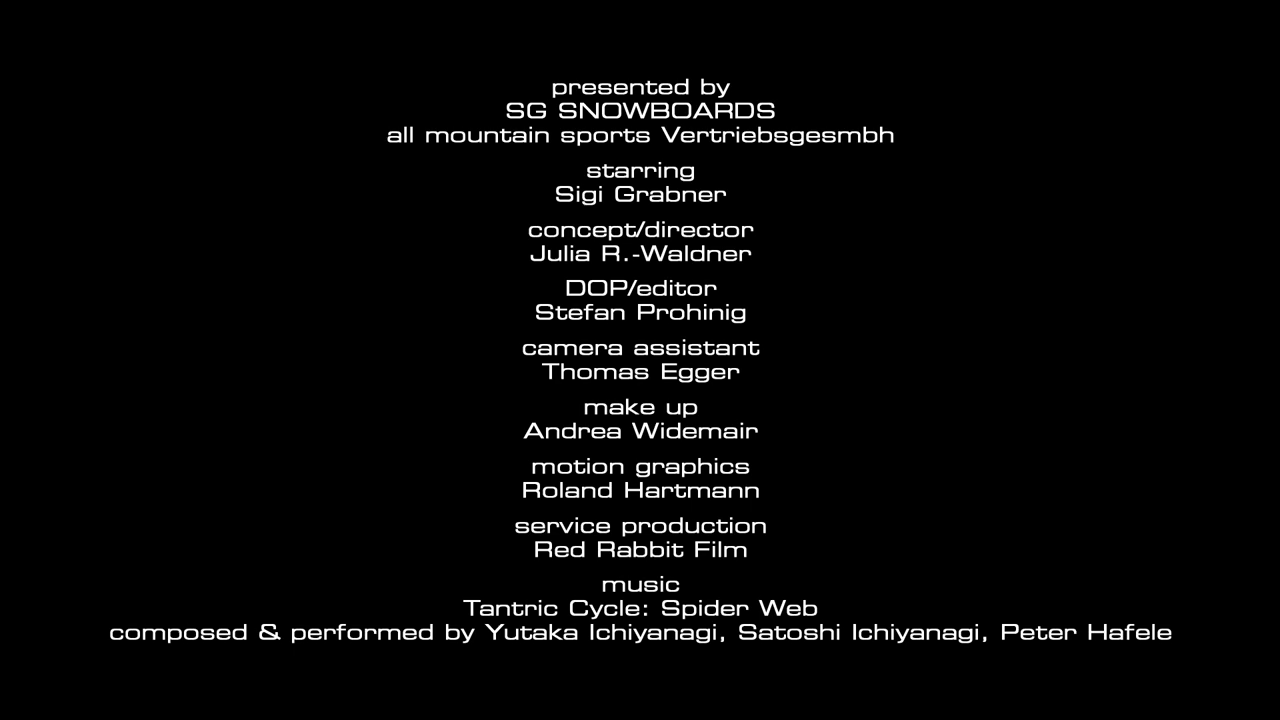 presented by
SG SNOWBOARDS
all mountain sports Vertriebsgesmbh
starring
Sigi Grabner
concept/director
Julia R.-Waldner
DOP/editor
Stefan Prohinig
camera assistant
Thomas Egger
make up
Andrea Widemair
motion graphics
Roland Hartmann
service production
Red Rabbit Film
music
Tantric Cycle: Spider Web
composed & performed by Yutaka Ichiyanagi, Satoshi Ichiyanagi, Peter Hafele